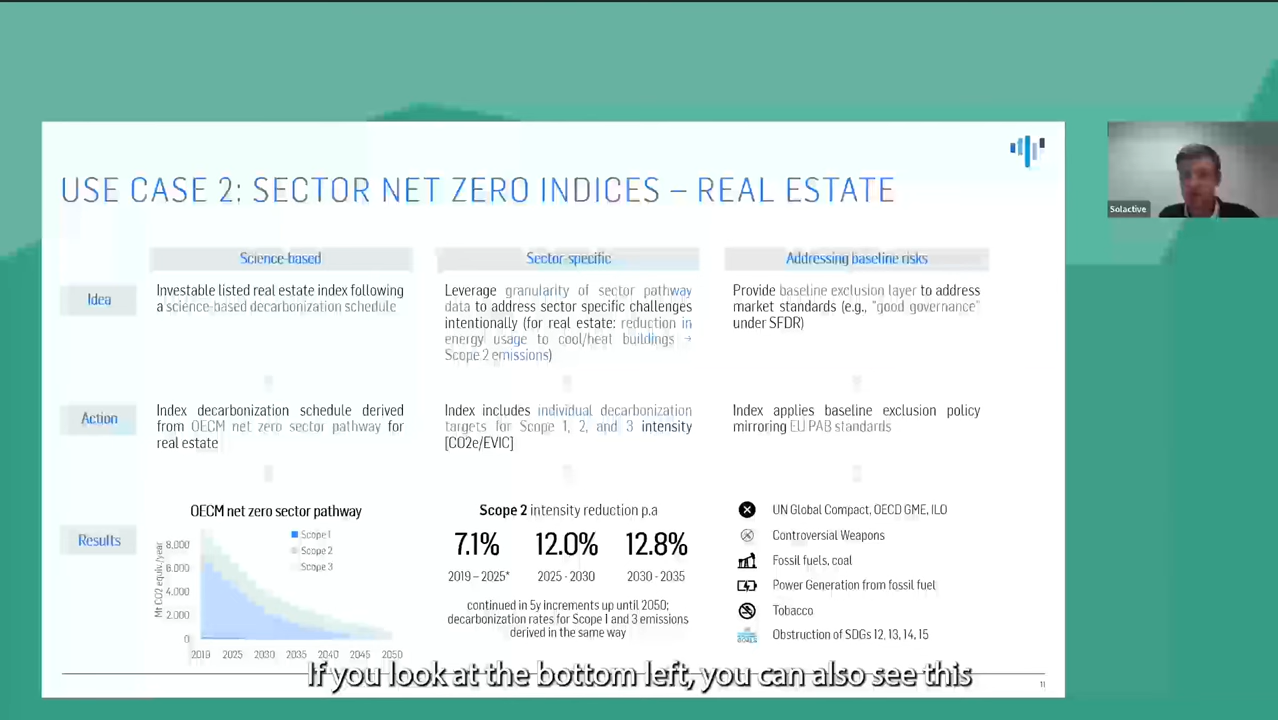 USE CASE 2: SECTOR NET ZERO INDICES – REAL ESTATE
Solactive
Science-based
Sector-specific
Addressing baseline risks
Idea
Investable listed real estate index following
a science-based decarbonization schedule
Leverage granularity of sector pathway
data to address sector specific challenges
intentionally (for real estate: reduction in
energy usage to cool/heat buildings →
Scope 2 emissions)
Provide baseline exclusion layer to address
market standards (e.g., "good governance"
under SFDR)
Action
Index decarbonization schedule derived
from OECM net zero sector pathway for
real estate
Index includes individual decarbonization
targets for Scope 1, 2, and 3 intensity
[CO2e/EVIC]
Index applies baseline exclusion policy
mirroring EU PAB standards
Results
OECM net zero sector pathway
Scope 1
Scope 2
Scope 3
Mt CO2 equiv./year
8.000
6.000
4.000
2.000
0
2019 2025 2030 2035 2040 2045 2050
Scope 2 intensity reduction p.a
7.1% 12.0% 12.8%
2019 – 2025* 2025 - 2030 2030 - 2035
continued in 5y increments up until 2050;
decarbonization rates for Scope 1 and 3 emissions
derived in the same way
UN Global Compact, OECD GME, ILO
Controversial Weapons
Fossil fuels, coal
Power Generation from fossil fuel
Tobacco
Obstruction of SDGs 12, 13, 14, 15
If you look at the bottom left, you can also see this
11